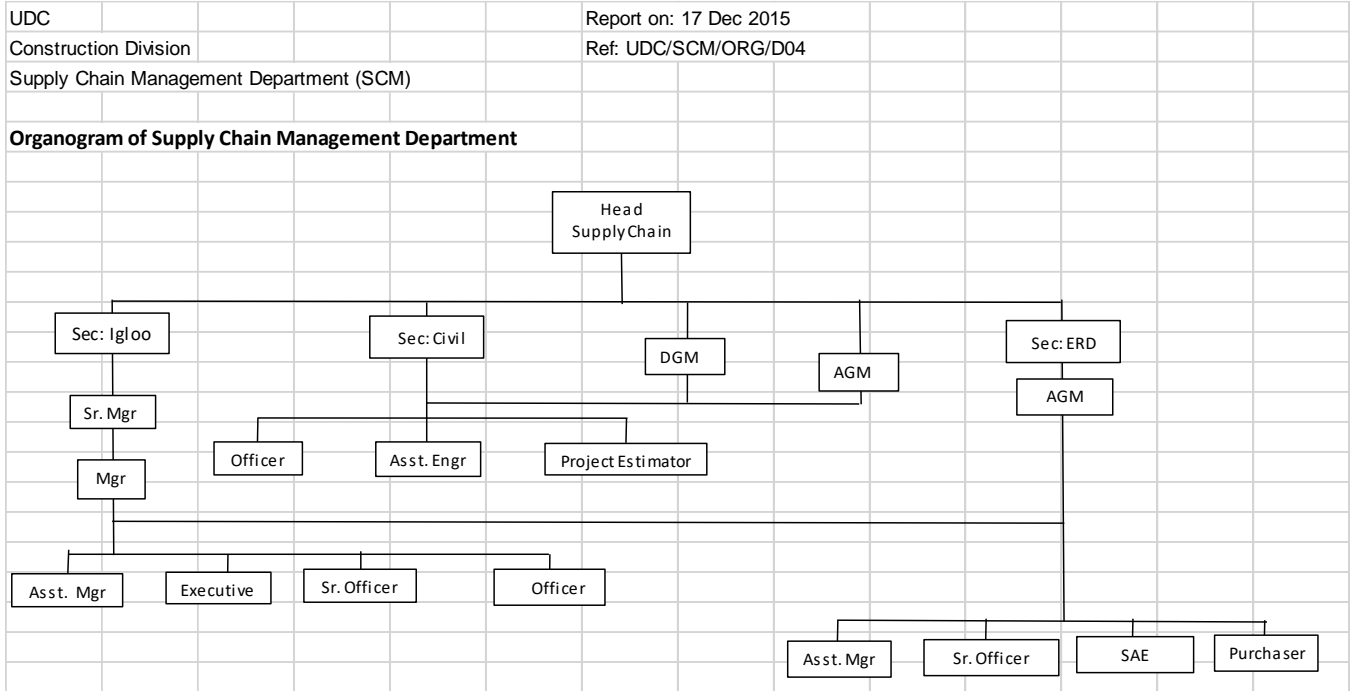 UDC
Report on: 17 Dec 2015
Construction Division
Ref: UDC/SCM/ORG/D04
Supply Chain Management Department (SCM)
Organogram of Supply Chain Management Department
Head
Supply Chain
Sec: Igloo
Sec: Civil
DGM
AGM
Sec: ERD
AGM
Sr. Mgr
Officer
Asst. Engr
Project Estimator
Mgr
Asst. Mgr
Executive
Sr. Officer
Officer
Asst. Mgr
Sr. Officer
SAE
Purchaser